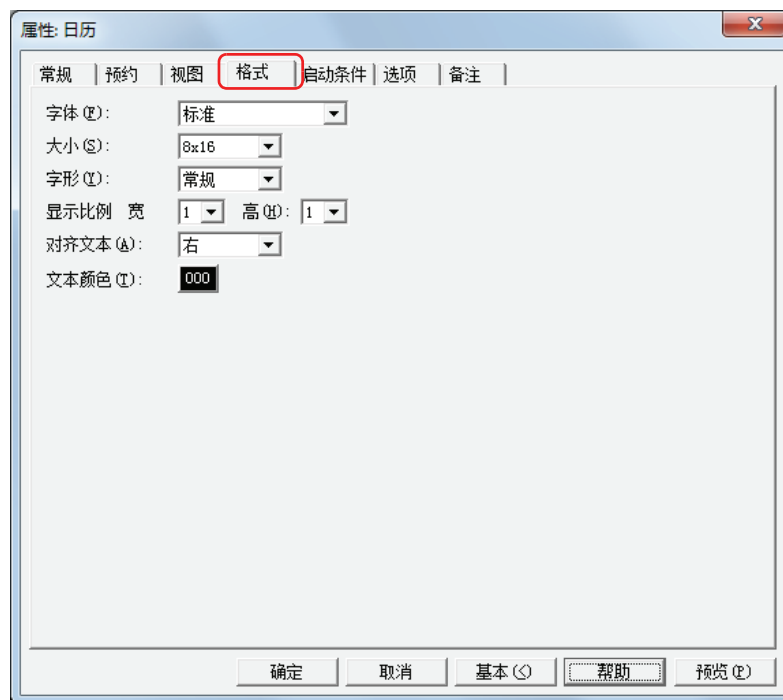 属性: 日历
常规 预约 视图 格式 启动条件 选项 备注
字体(F): 标准
大小(S): 8x16
字形(Y): 常规
显示比例 宽 1 高(H): 1
对齐文本(A): 右
文本颜色(T): 000
确定 取消 基本(<) 帮助 预览(P)